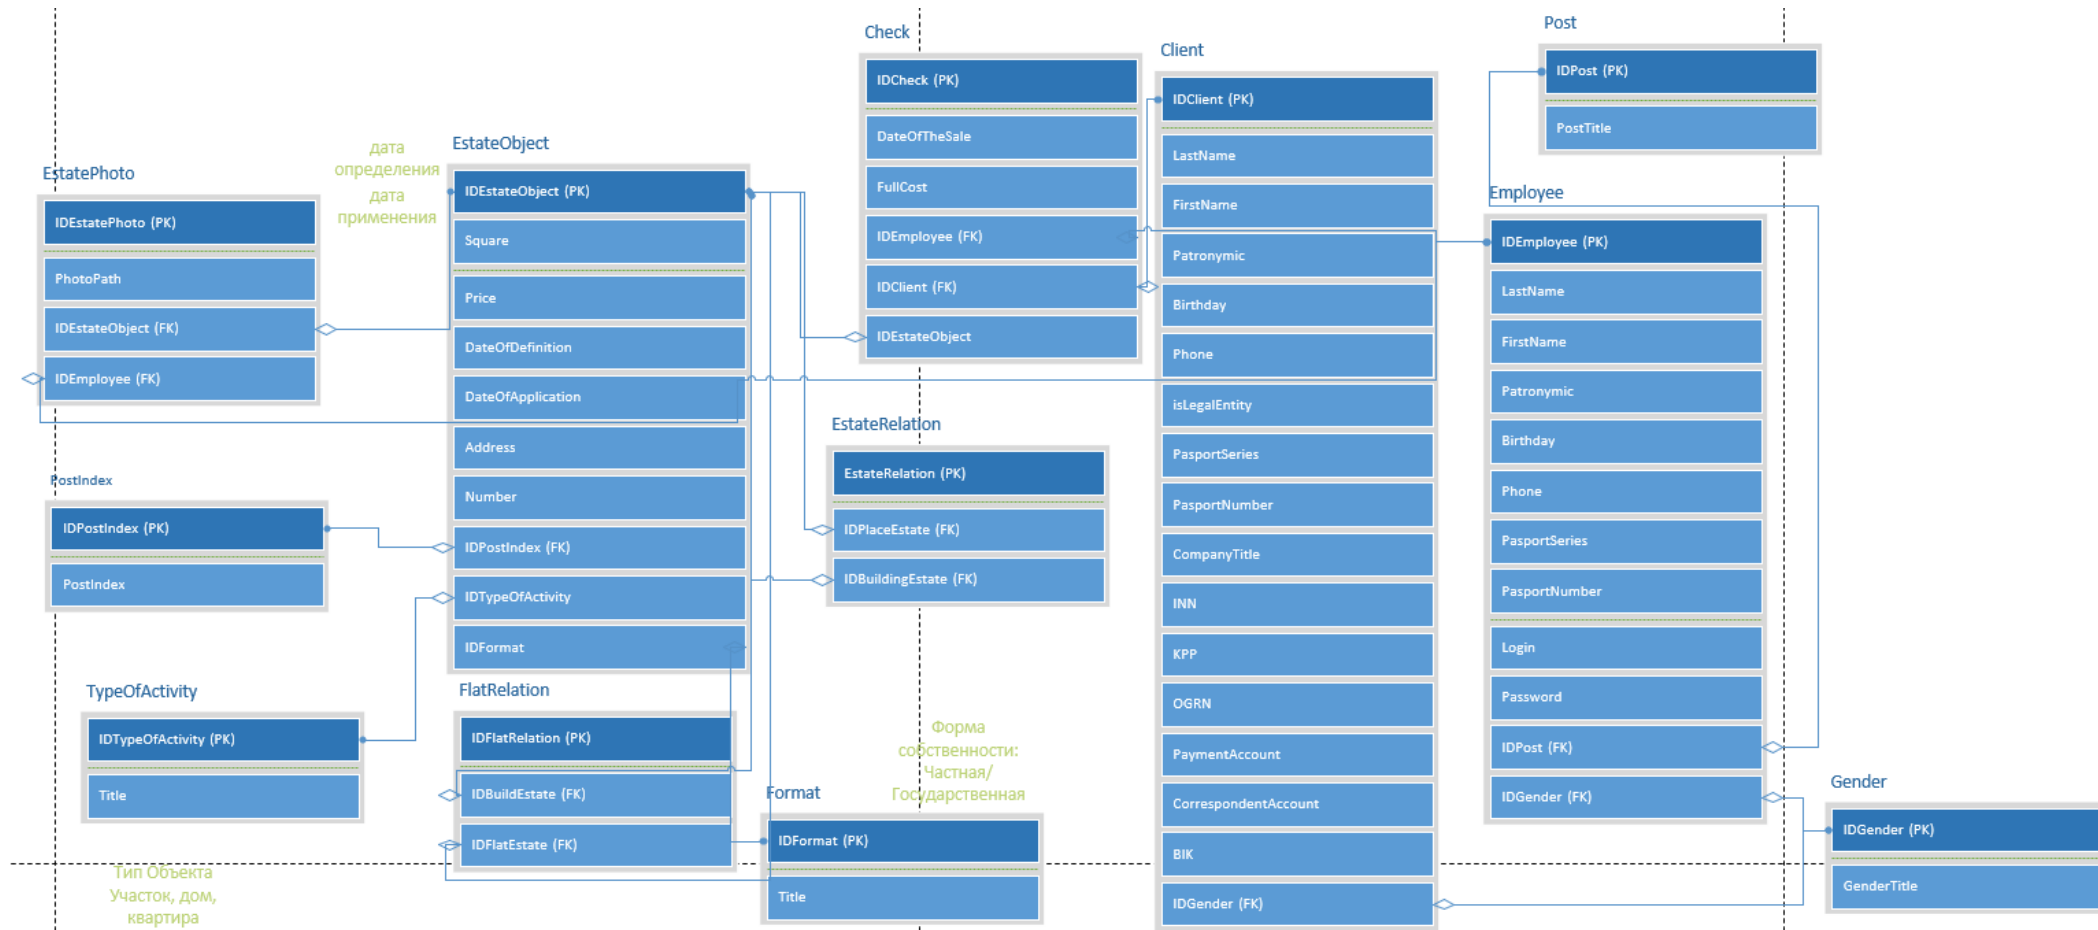 Check
IDCheck (PK)
DateOfTheSale
FullCost
IDEmployee (FK)
IDClient (FK)
IDEstateObject
Client
IDClient (PK)
LastName
FirstName
Patronymic
Birthday
Phone
isLegalEntity
PasportSeries
PasportNumber
CompanyTitle
INN
KPP
OGRN
PaymentAccount
CorrespondentAccount
BIK
IDGender (FK)
Post
IDPost (PK)
PostTitle
EstatePhoto
IDEstatePhoto (PK)
PhotoPath
IDEstateObject (FK)
IDEmployee (FK)
дата
определения
дата
применения
EstateObject
IDEstateObject (PK)
Square
Price
DateOfDefinition
DateOfApplication
Address
Number
IDPostIndex (FK)
IDTypeOfActivity
IDFormat
Employee
IDEmployee (PK)
LastName
FirstName
Patronymic
Birthday
Phone
PasportSeries
PasportNumber
Login
Password
IDPost (FK)
IDGender (FK)
EstateRelation
EstateRelation (PK)
IDPlaceEstate (FK)
IDBuildingEstate (FK)
PostIndex
IDPostIndex (PK)
PostIndex
TypeOfActivity
IDTypeOfActivity (PK)
Title
FlatRelation
IDFlatRelation (PK)
IDBuildEstate (FK)
IDFlatEstate (FK)
Форма
собственности:
Частная/
Государственная
Format
IDFormat (PK)
Title
Gender
IDGender (PK)
GenderTitle
Тип Объекта
Участок, дом,
квартира